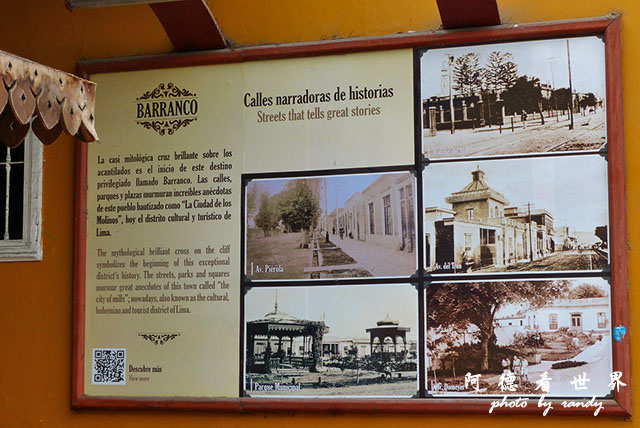 BARRANCO
Calles narradoras de historias
Streets that tells great stories
La casi mitológica cruz brillante sobre los
acantilados es el inicio de este destino
privilegiado llamado Barranco. Las calles,
parques y plazas murmuran increíbles anécdotas
de este pueblo bautizado como "La Ciudad de los
Molinos", hoy el distrito cultural y turístico de
Lima.
The mythological brilliant cross on the cliff
symbolizes the beginning of this exceptional
district's history. The streets, parks and squares
murmur great anecdotes of this town called "the
city of mills"; nowadays, also known as the cultural,
bohemian and tourist district of Lima.
Descubre más
View more
Av. Pierola
Parque Municipal
Av. del Tren
Domeyer
阿德看世界
photo by randy